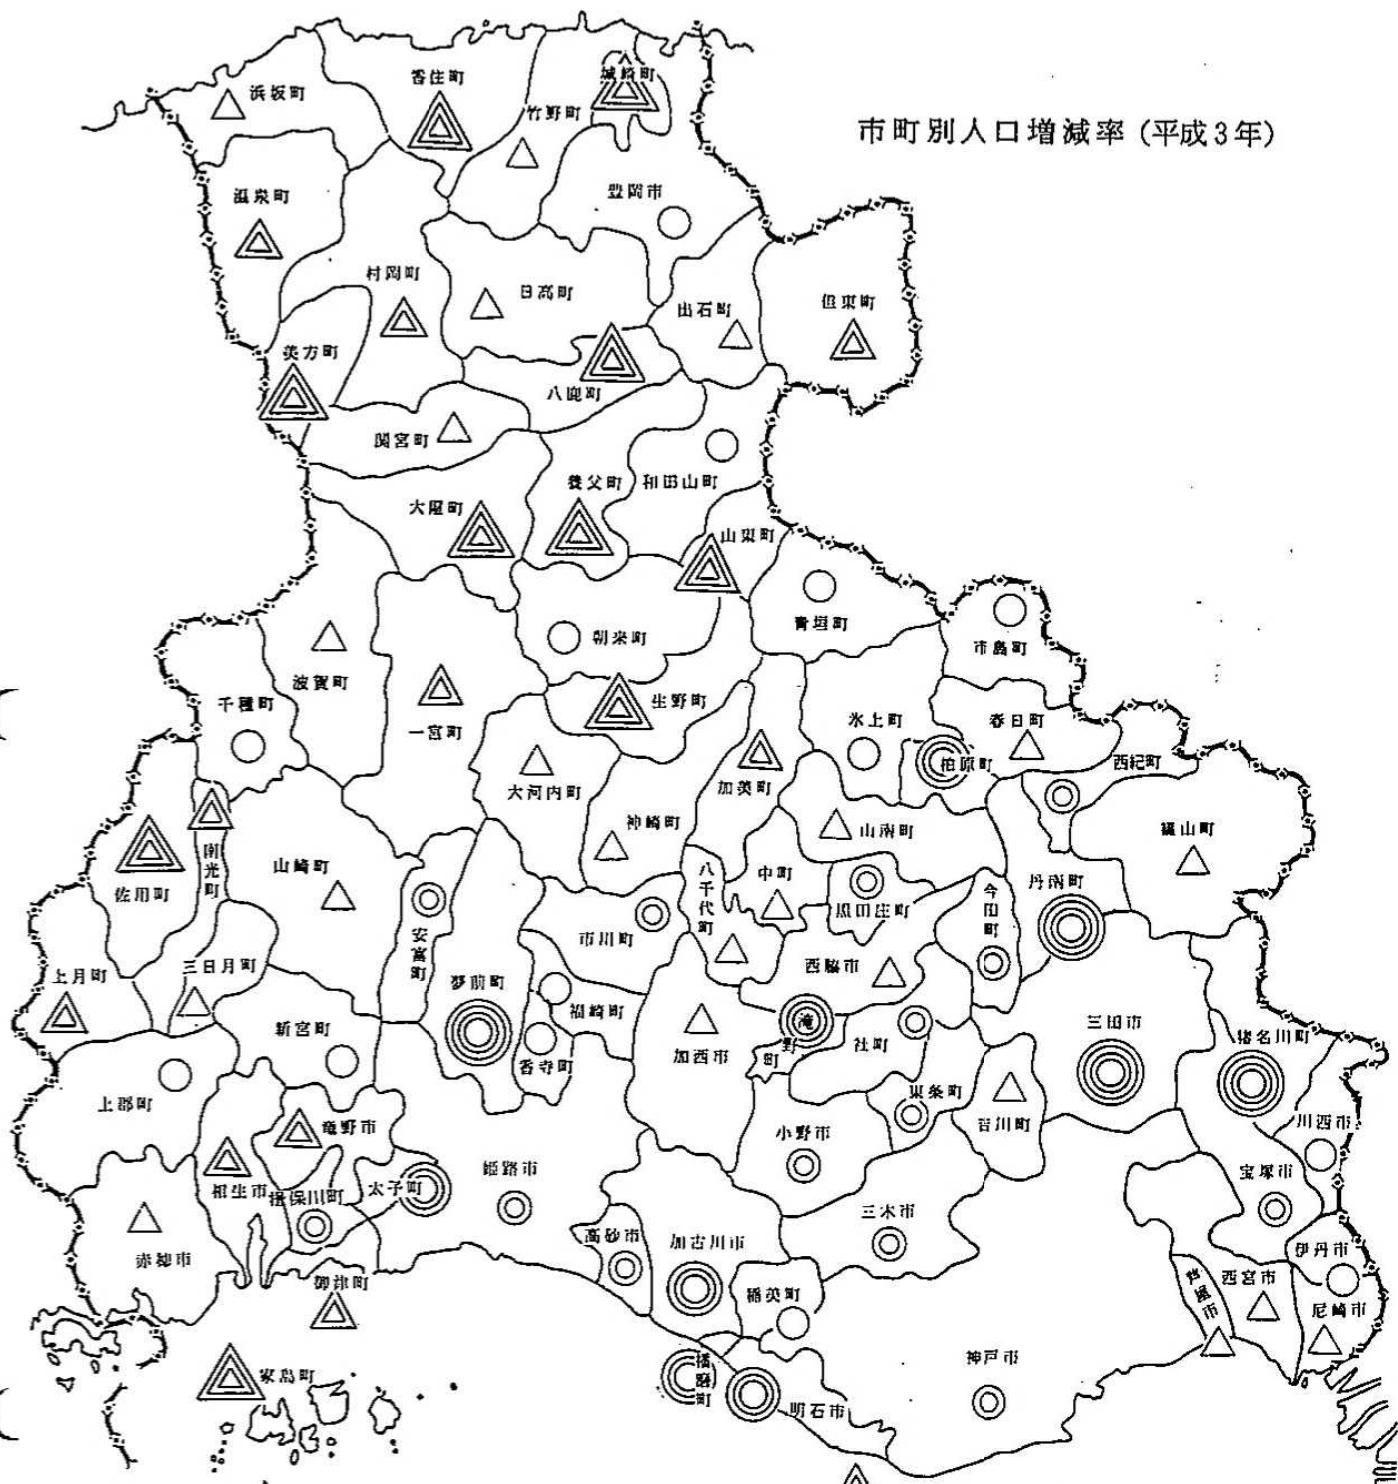 市町別人口増減率 (平成3年)
浜坂町
香住町
城崎町
竹野町
温泉町
豊岡市
村岡町
日高町
出石町
但東町
美方町
八鹿町
関宮町
養父町
和田山町
大屋町
山東町
青垣町
市島町
朝来町
波賀町
千種町
一宮町
生野町
氷上町
春日町
柏原町
西紀町
大河内町
加美町
神崎町
山南町
篠山町
南光町
佐用町
山崎町
八千代町
中町
黒田庄町
今田町
丹南町
安富町
市川町
西脇市
三日月町
上月町
夢前町
福崎町
新宮町
香寺町
加西市
滝野町
社町
三田市
猪名川町
上郡町
東条町
吉川町
竜野市
小野市
川西市
相生市
揖保川町
太子町
姫路市
宝塚市
三木市
高砂市
加古川市
伊丹市
赤穂市
御津町
稲美町
芦屋市
西宮市
尼崎市
家島町
播磨町
明石市
神戸市